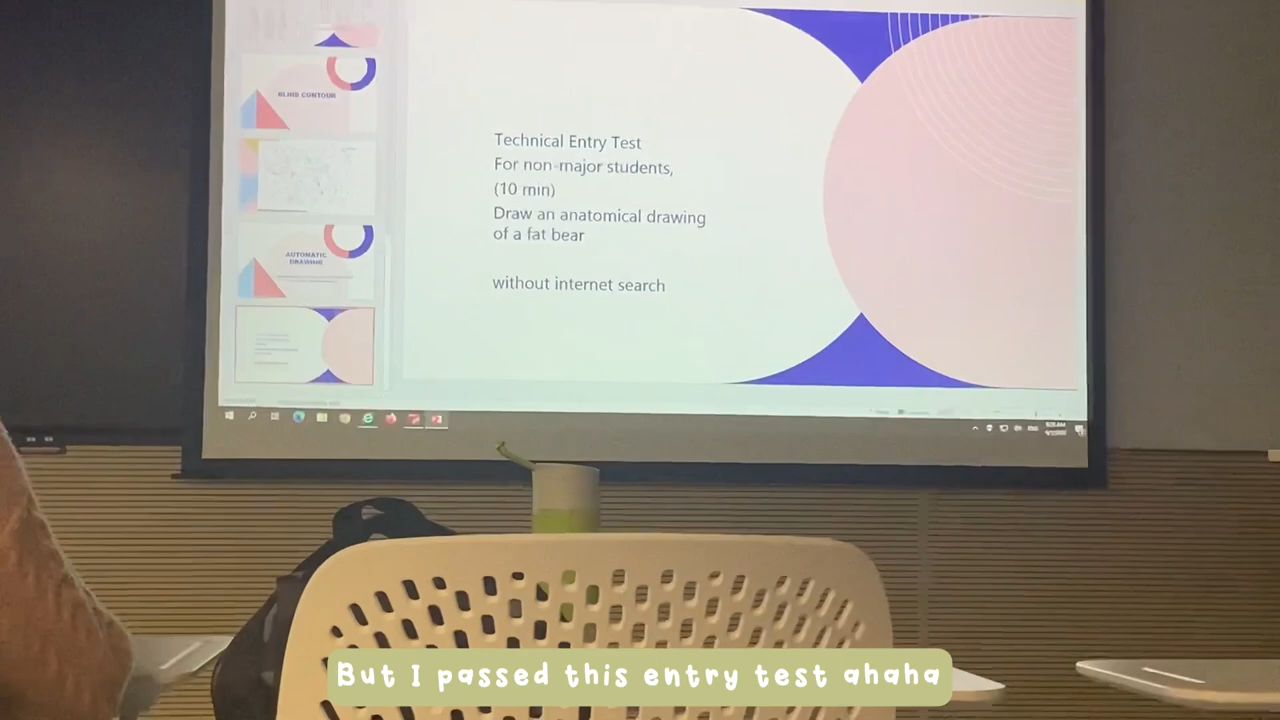 BLIND CONTOUR
AUTOMATIC
DRAWING
Technical Entry Test
For non-major students,
(10 min)
Draw an anatomical drawing
of a fat bear
without internet search
But I passed this entry test ahaha